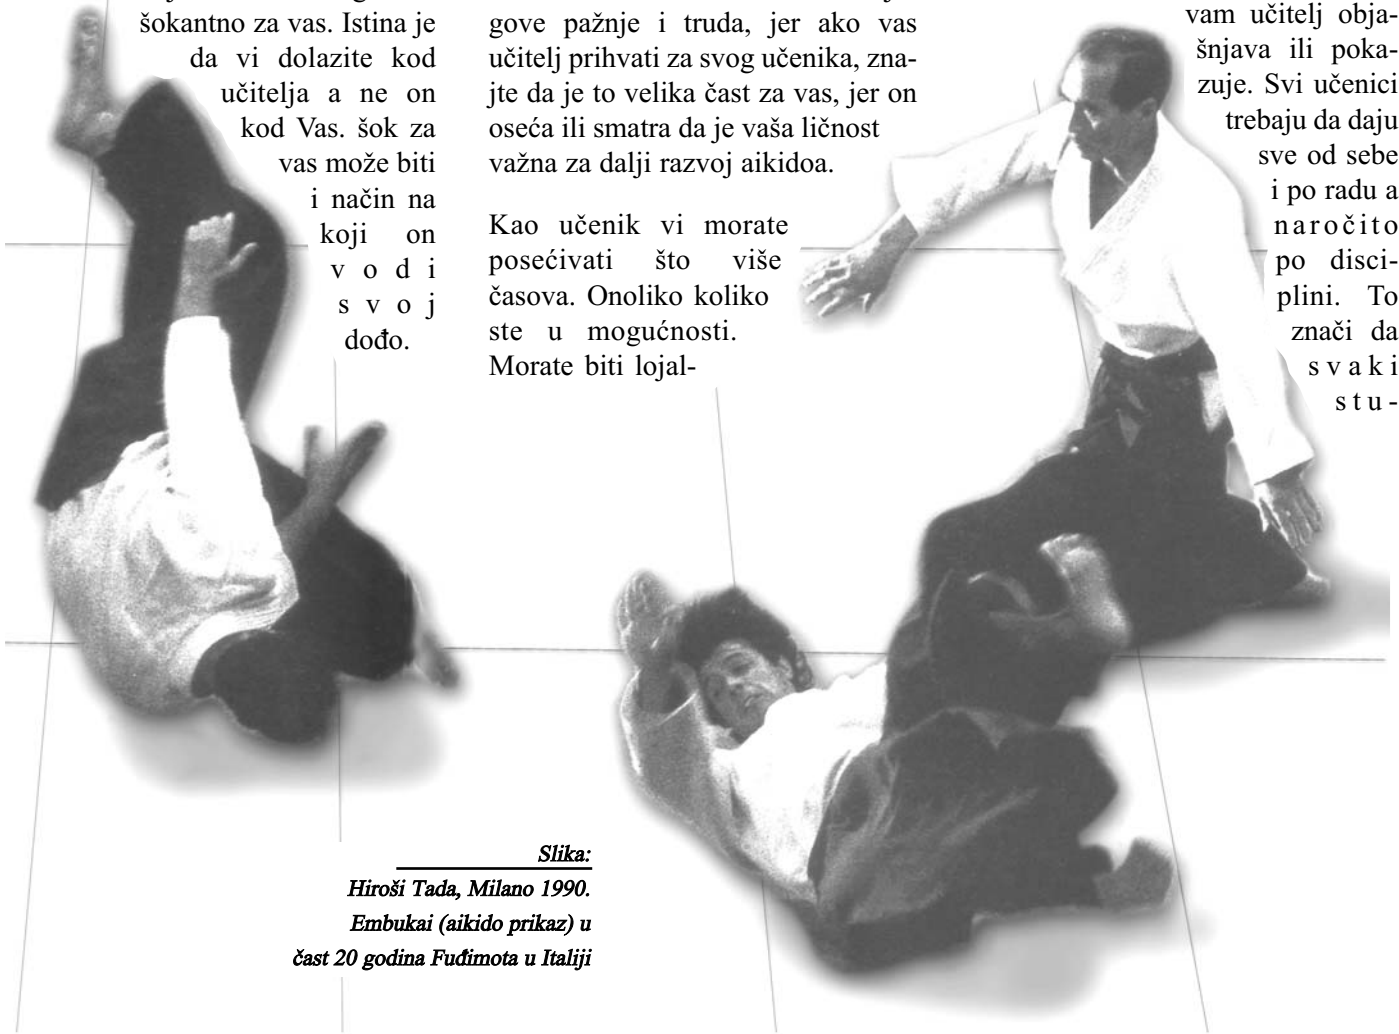 šokantno za vas. Istina je
da vi dolazite kod
učitelja a ne on
kod Vas. šok za
vas može biti
i način na
koji on
vodi
svoj
dođo.
gove pažnje i truda, jer ako vas
učitelj prihvati za svog učenika, zna-
jte da je to velika čast za vas, jer on
oseća ili smatra da je vaša ličnost
važna za dalji razvoj aikidoa.
Kao učenik vi morate
posećivati što više
časova. Onoliko koliko
ste u mogućnosti.
Morate biti lojal-
vam učitelj obja-
šnjava ili poka-
zuje. Svi učenici
trebaju da daju
sve od sebe
i po radu a
naročito
po disci-
plini. To
znači da
svaki
stu-
Slika:
Hiroši Tada, Milano 1990.
Embukai (aikido prikaz) u
čast 20 godina Fuđimota u Italiji